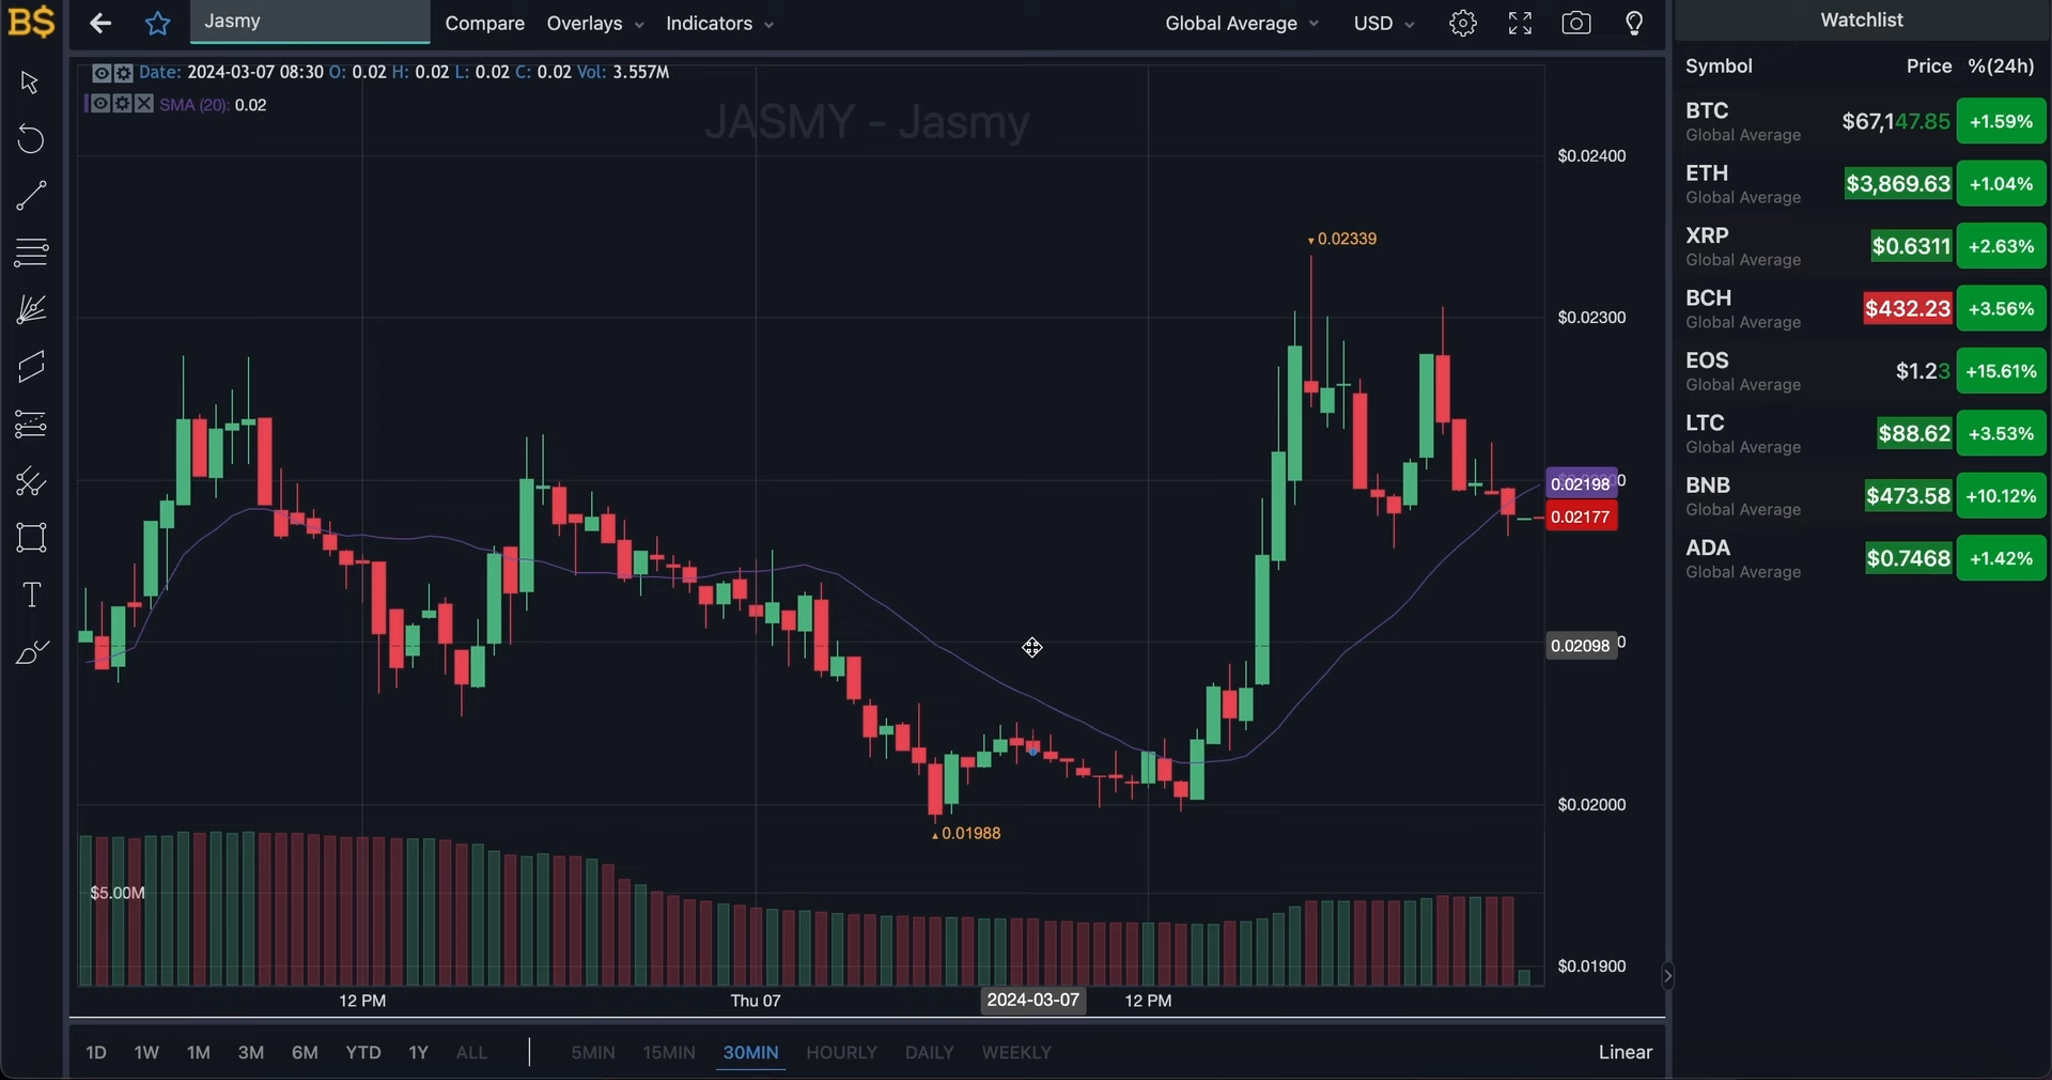 B$
Jasmy
Compare
Overlays
Indicators
Global Average
USD
Date: 2024-03-07 08:30 O: 0.02 H: 0.02 L: 0.02 C: 0.02 Vol: 3.557M
SMA (20): 0.02
JASMY - Jasmy
T
0.02339
0.01988
$0.02400
$0.02300
0.02198
0
0.02177
0.02098
0
$0.02000
$0.01900
$5.00M
12 PM
Thu 07
2024-03-07
12 PM
1D
1W
1M
3M
6M
YTD
1Y
ALL
5MIN
15MIN
30MIN
HOURLY
DAILY
WEEKLY
Linear
Watchlist
Symbol Price %(24h)
BTC $67,147.85 +1.59%
Global Average
ETH $3,869.63 +1.04%
Global Average
XRP $0.6311 +2.63%
Global Average
BCH $432.23 +3.56%
Global Average
EOS $1.23 +15.61%
Global Average
LTC $88.62 +3.53%
Global Average
BNB $473.58 +10.12%
Global Average
ADA $0.7468 +1.42%
Global Average